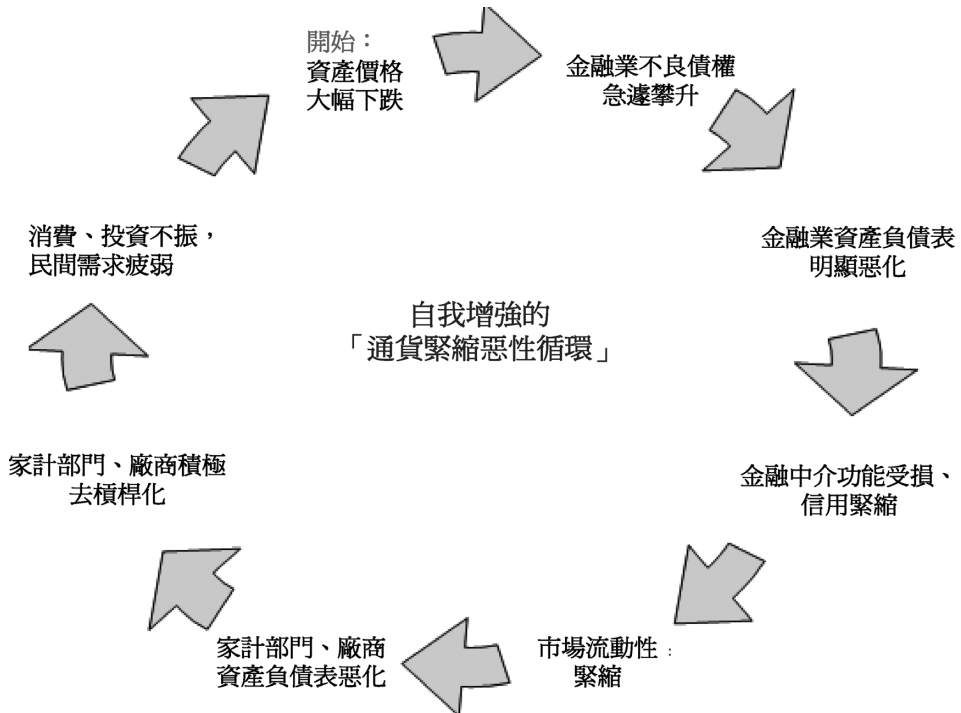 開始：
資產價格
大幅下跌
金融業不良債權
急遽攀升
金融業資產負債表
明顯惡化
金融中介功能受損、
信用緊縮
市場流動性：
緊縮
家計部門、廠商
資產負債表惡化
家計部門、廠商積極
去槓桿化
消費、投資不振，
民間需求疲弱
自我增強的
「通貨緊縮惡性循環」